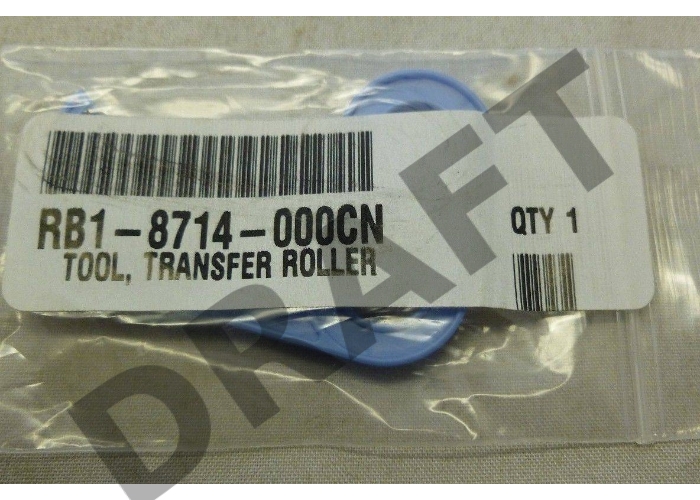 RB1-8714-000CN
TOOL, TRANSFER ROLLER
QTY 1
DRAFT